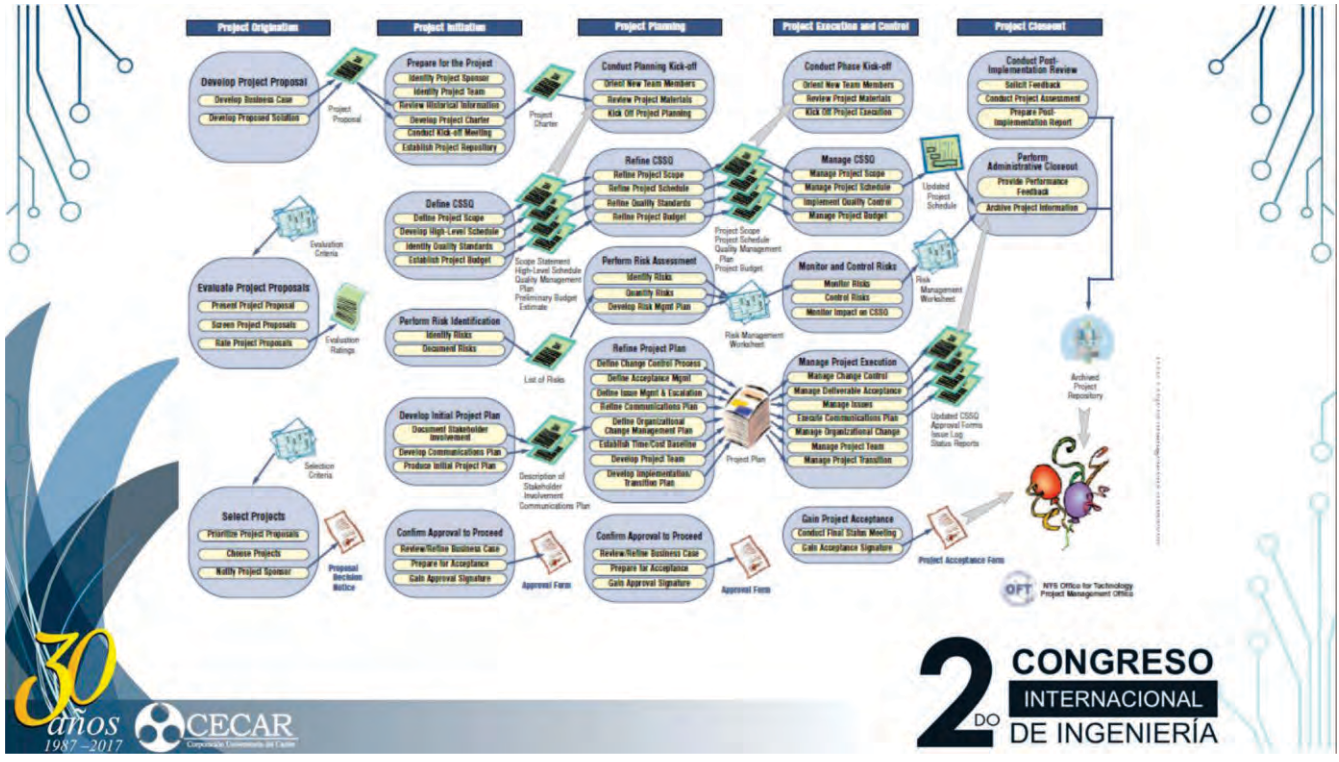 Project Origination
Develop Project Proposal
Develop Business Case
Develop Proposed Solution
Project
Proposal
Evaluation
Criteria
Evaluate Project Proposals
Present Project Proposal
Screen Project Proposals
Rate Project Proposals
Evaluation
Ratings
Selection
Criteria
Select Projects
Prioritize Project Proposals
Choose Projects
Notify Project Sponsor
Proposal
Decision
Notice
Project Initiation
Prepare for the Project
Identify Project Sponsor
Identify Project Team
Review Historical Information
Develop Project Charter
Conduct Kick-off Meeting
Establish Project Repository
Project
Charter
Define CSSQ
Define Project Scope
Develop High-Level Schedule
Identify Quality Standards
Establish Project Budget
Scope Statement
High-Level Schedule
Quality Management
Plan
Preliminary Budget
Estimate
Perform Risk Identification
Identify Risks
Document Risks
List of Risks
Develop Initial Project Plan
Document Stakeholder
Involvement
Develop Communications Plan
Produce Initial Project Plan
Description of
Stakeholder
Involvement
Communications Plan
Confirm Approval to Proceed
Review/Refine Business Case
Prepare for Acceptance
Gain Approval Signature
Approval Form
Project Planning
Conduct Planning Kick-off
Orient New Team Members
Review Project Materials
Kick Off Project Planning
Refine CSSQ
Refine Project Scope
Refine Project Schedule
Refine Quality Standards
Refine Project Budget
Project Scope
Project Schedule
Quality Management
Plan
Project Budget
Perform Risk Assessment
Identify Risks
Quantify Risks
Develop Risk Mgmt Plan
Risk Management
Worksheet
Refine Project Plan
Define Change Control Process
Define Acceptance Mgmt
Define Issue Mgmt & Escalation
Refine Communications Plan
Define Organizational
Change Management Plan
Establish Time/Cost Baseline
Develop Project Team
Develop Implementation/
Transition Plan
Project Plan
Confirm Approval to Proceed
Review/Refine Business Case
Prepare for Acceptance
Gain Approval Signature
Approval Form
Project Execution and Control
Conduct Phase Kick-off
Orient New Team Members
Review Project Materials
Kick Off Project Execution
Manage CSSQ
Manage Project Scope
Manage Project Schedule
Implement Quality Control
Manage Project Budget
Updated
Project
Schedule
Monitor and Control Risks
Monitor Risks
Control Risks
Monitor Impact on CSSQ
Risk
Management
Worksheet
Manage Project Execution
Manage Change Control
Manage Deliverable Acceptance
Manage Issues
Execute Communications Plan
Manage Organizational Change
Manage Project Team
Manage Project Transition
Updated CSSQ
Approval Forms
Issue Log
Status Reports
Gain Project Acceptance
Conduct Final Status Meeting
Gain Acceptance Signature
Project Acceptance Form
Project Closeout
Conduct Post-
Implementation Review
Solicit Feedback
Conduct Project Assessment
Prepare Post-
Implementation Report
Perform
Administrative Closeout
Provide Performance
Feedback
Archive Project Information
Archived
Project
Repository
OFT
NYS Office for Technology
Project Management Office
30
años
1987-2017
CECAR
Corporación Universitaria del Caribe
2DO
CONGRESO
INTERNACIONAL
DE INGENIERÍA